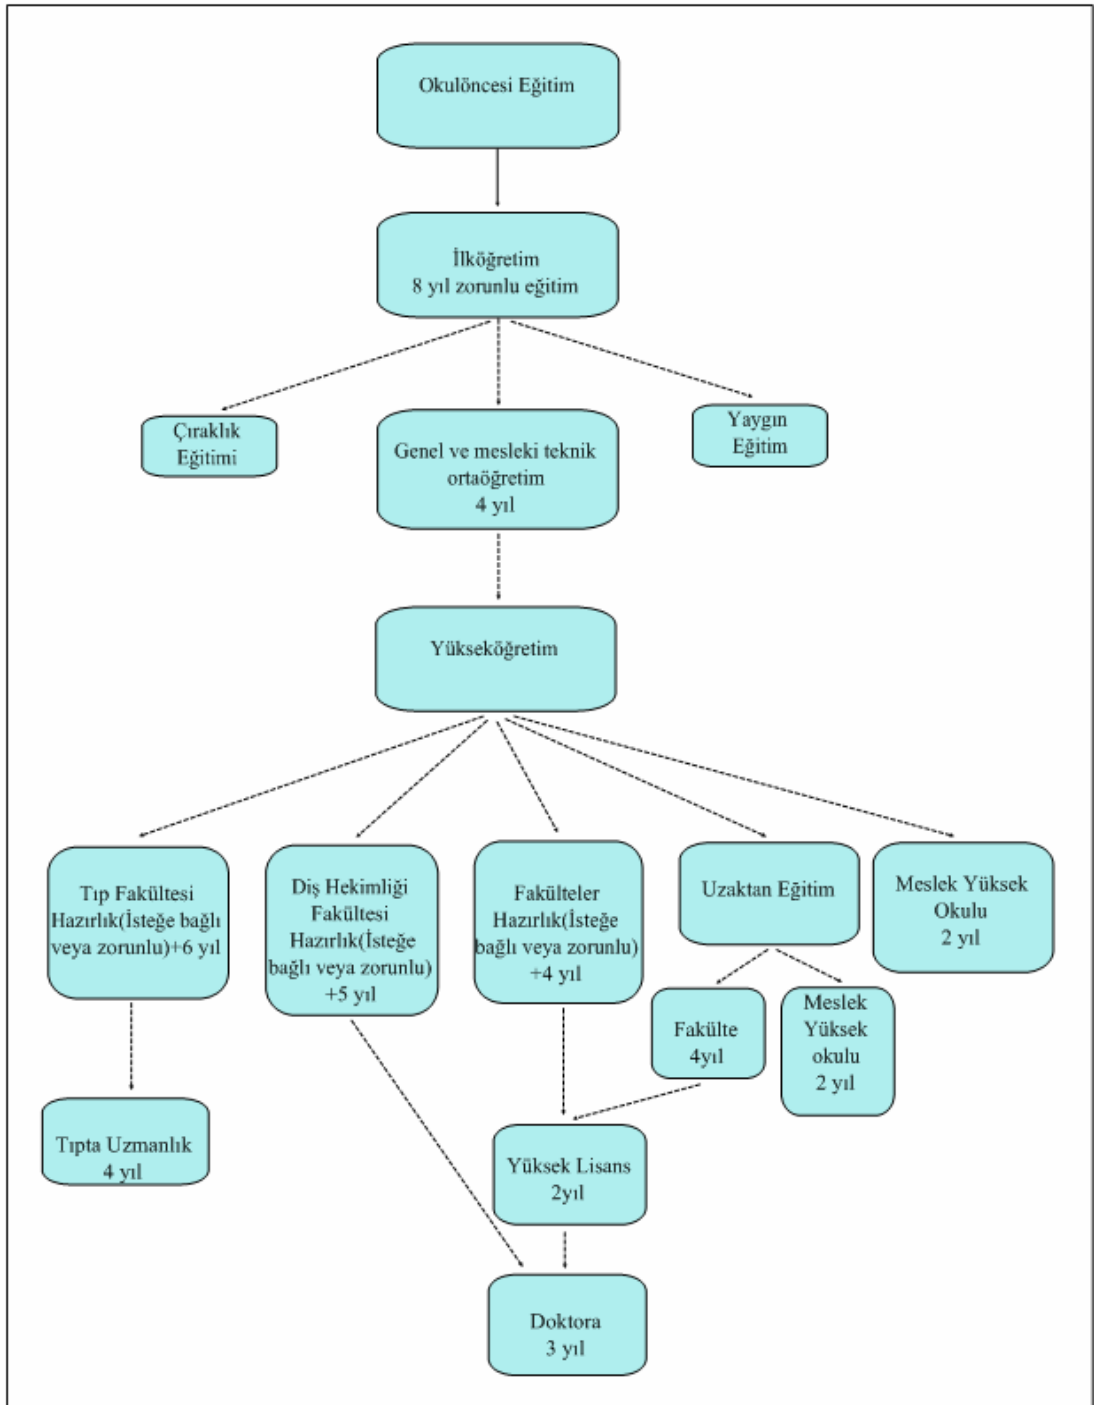 Okulöncesi Eğitim
İlköğretim
8 yıl zorunlu eğitim
Çıraklık
Eğitimi
Genel ve mesleki teknik
ortaöğretim
4 yıl
Yaygın
Eğitim
Yükseköğretim
Tıp Fakültesi
Hazırlık(İsteğe bağlı
veya zorunlu)+6 yıl
Diş Hekimliği
Fakültesi
Hazırlık(İsteğe
bağlı veya zorunlu)
+5 yıl
Fakülteler
Hazırlık(İsteğe
bağlı veya zorunlu)
+4 yıl
Uzaktan Eğitim
Meslek Yüksek
Okulu
2 yıl
Fakülte
4yıl
Meslek
Yüksek
okulu
2 yıl
Tıpta Uzmanlık
4 yıl
Yüksek Lisans
2yıl
Doktora
3 yıl